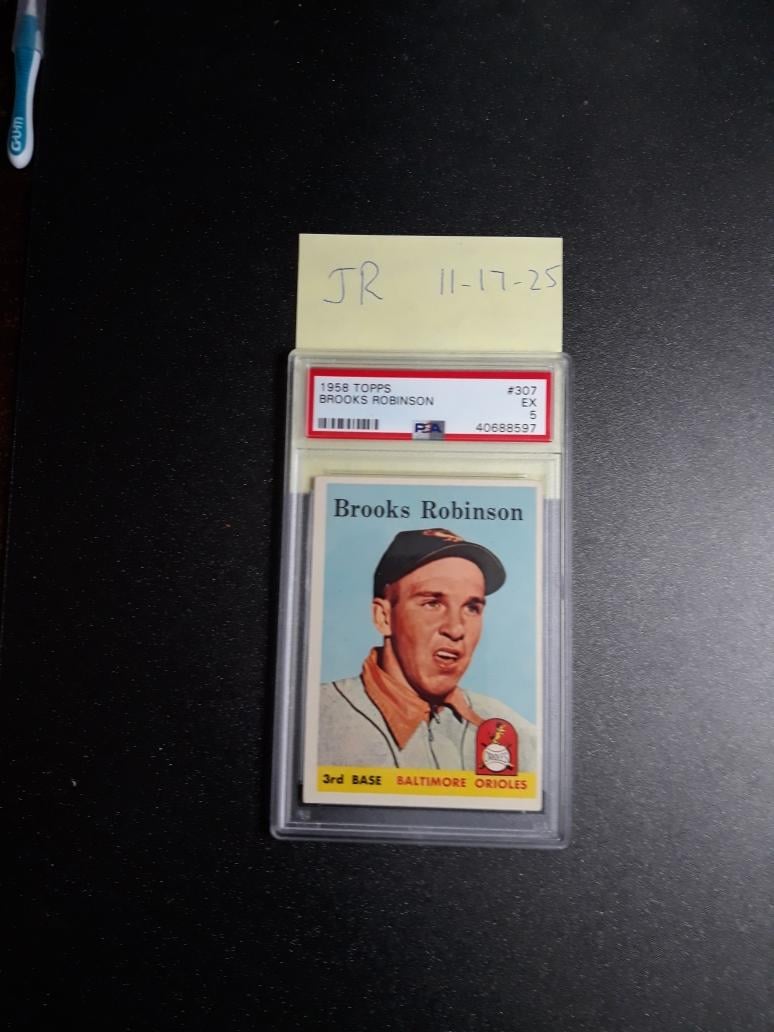 GUM
JR 11-17-25
1958 TOPPS #307
BROOKS ROBINSON EX
5
PSA 40688597
Brooks Robinson
ORIOLES
3rd BASE BALTIMORE ORIOLES